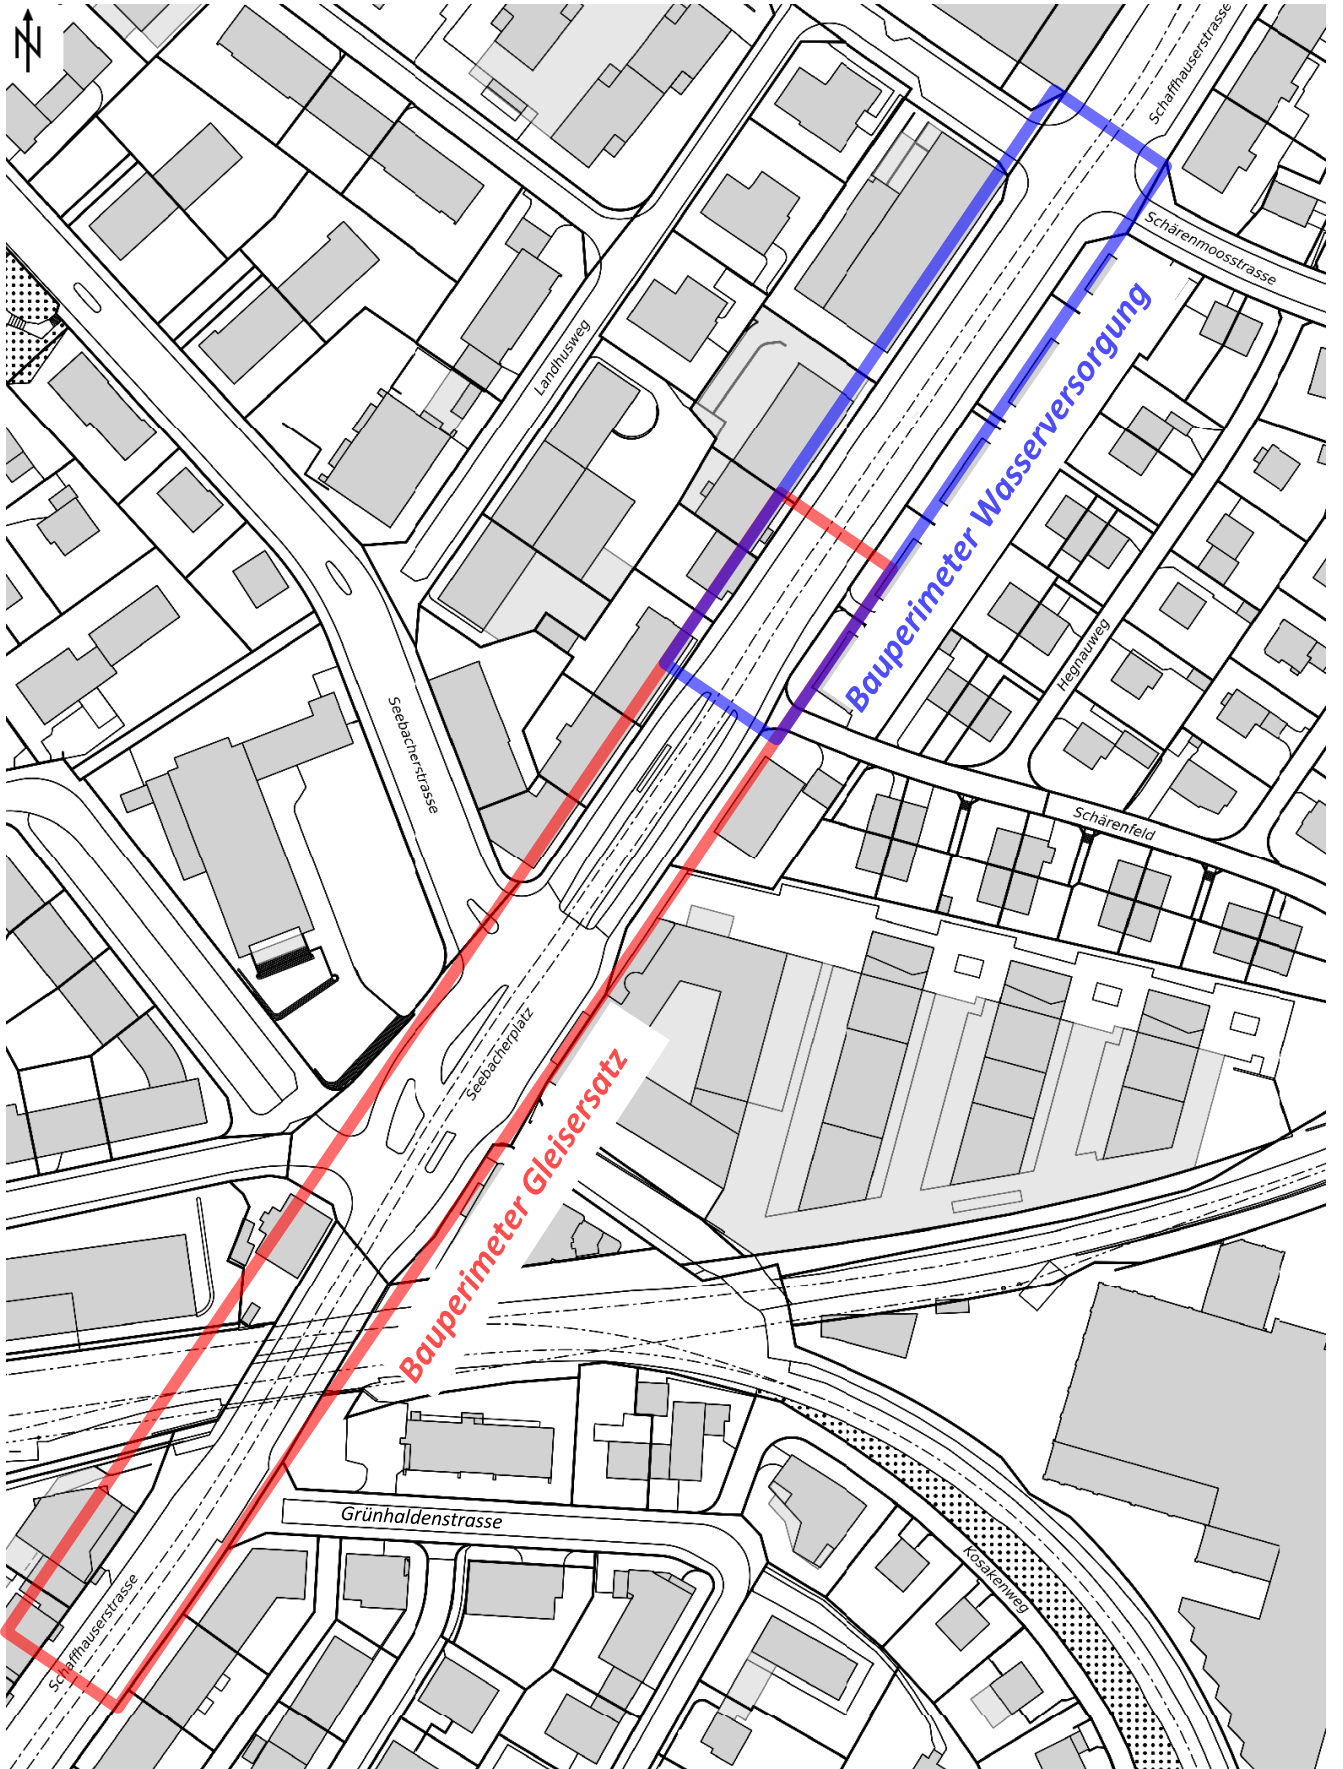 N
Schaffhauserstrasse
Schärenmoosstrasse
Landhusweg
Bauperimeter Wasserversorgung
Hegnauweg
Seebacherstrasse
Schärenfeld
Seebacherplatz
Bauperimeter Gleisersatz
Grünhaldenstrasse
Kosakenweg
Schaffhauserstrasse